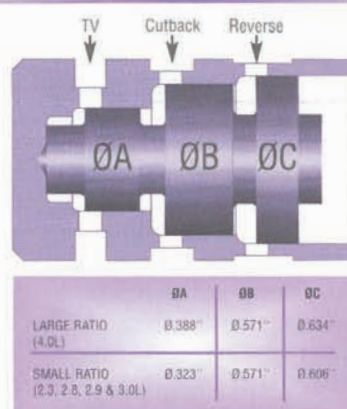 TV Cutback Reverse
ØA ØB ØC
ØA ØB ØC
LARGE RATIO Ø.388" Ø.571" Ø.634"
(4.0L)
SMALL RATIO Ø.323" Ø.571" Ø.606"
(2.3, 2.8, 2.9 & 3.0L)